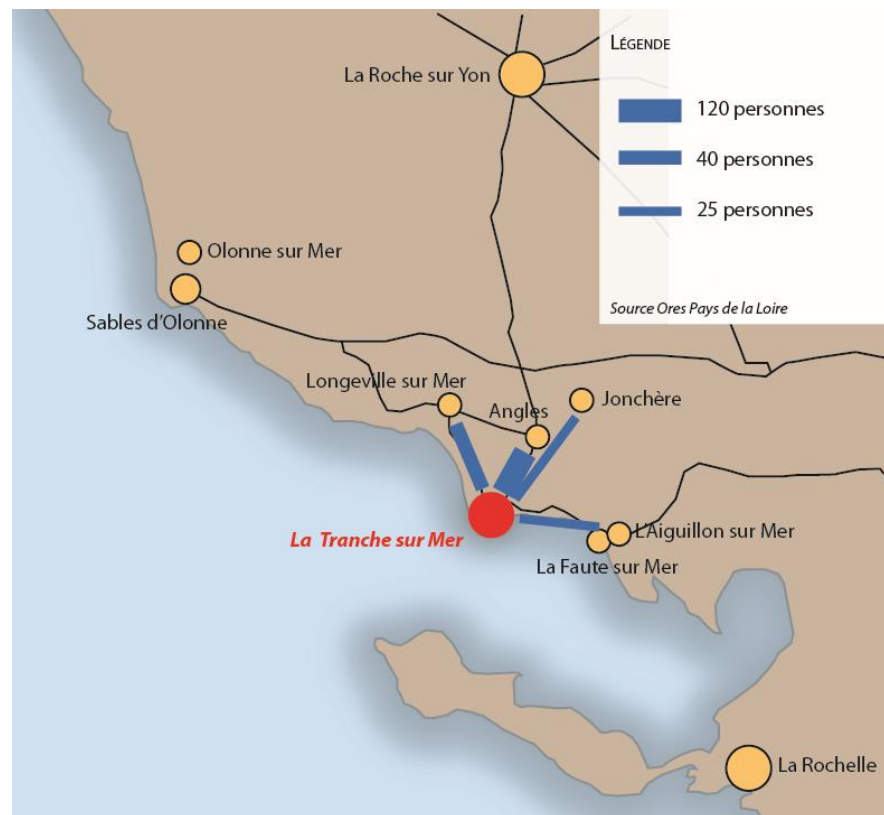 LÉGENDE
La Roche sur Yon
120 personnes
40 personnes
25 personnes
Olonne sur Mer
Source Ores Pays de la Loire
Sables d'Olonne
Longeville sur Mer
Jonchère
Angles
La Tranche sur Mer
L'Aiguillon sur Mer
La Faute sur Mer
La Rochelle